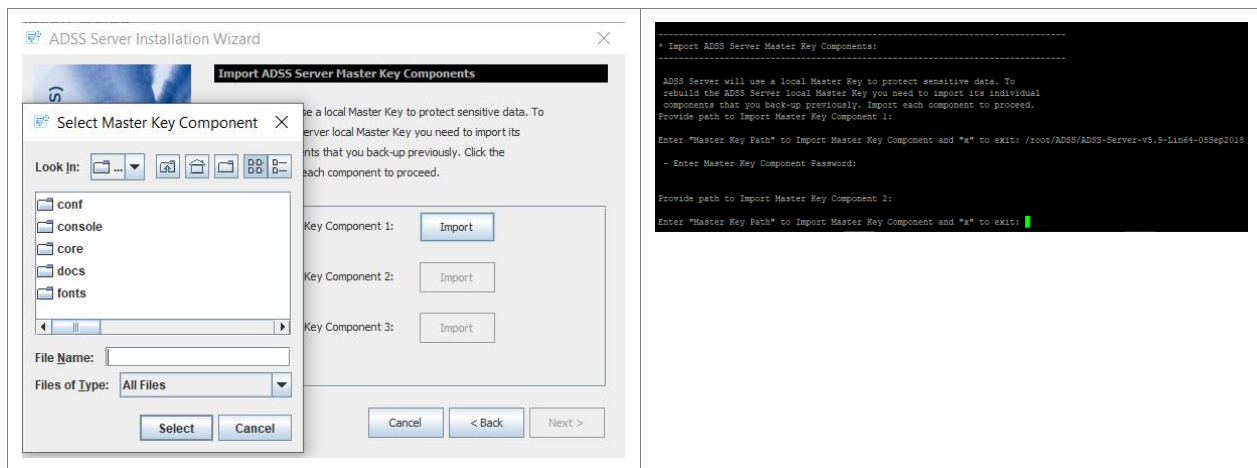 ADSS Server Installation Wizard
Import ADSS Server Master Key Components
se a local Master Key to protect sensitive data. To
erver local Master Key you need to import its
nts that you back-up previously. Click the
each component to proceed.
Key Component 1:
Import
Key Component 2:
Import
Key Component 3:
Import
Cancel
< Back
Next >
S)
Select Master Key Component
Look In:
...
conf
console
core
docs
fonts
File Name:
Files of Type:
All Files
Select
Cancel
--------------------------------------------------------------------------
* Import ADSS Server Master Key Components:
--------------------------------------------------------------------------
ADSS Server will use a local Master Key to protect sensitive data. To
rebuild the ADSS Server local Master Key you need to import its individual
components that you back-up previously. Import each component to proceed.
Provide path to Import Master Key Component 1:
Enter "Master Key Path" to Import Master Key Component and "x" to exit: /root/ADSS/ADSS-Server-v5.9-Lin64-05Sep2018
- Enter Master Key Component Password:
Provide path to Import Master Key Component 2:
Enter "Master Key Path" to Import Master Key Component and "x" to exit: